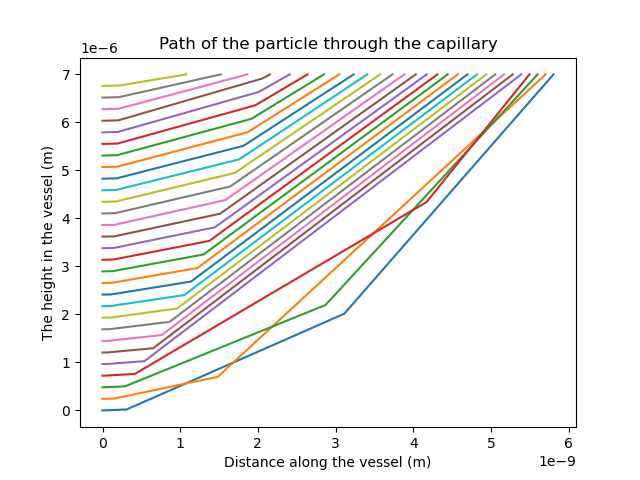 Path of the particle through the capillary
1e−6
7
6
5
4
3
2
1
0
The height in the vessel (m)
0 1 2 3 4 5 6
Distance along the vessel (m)
1e−9